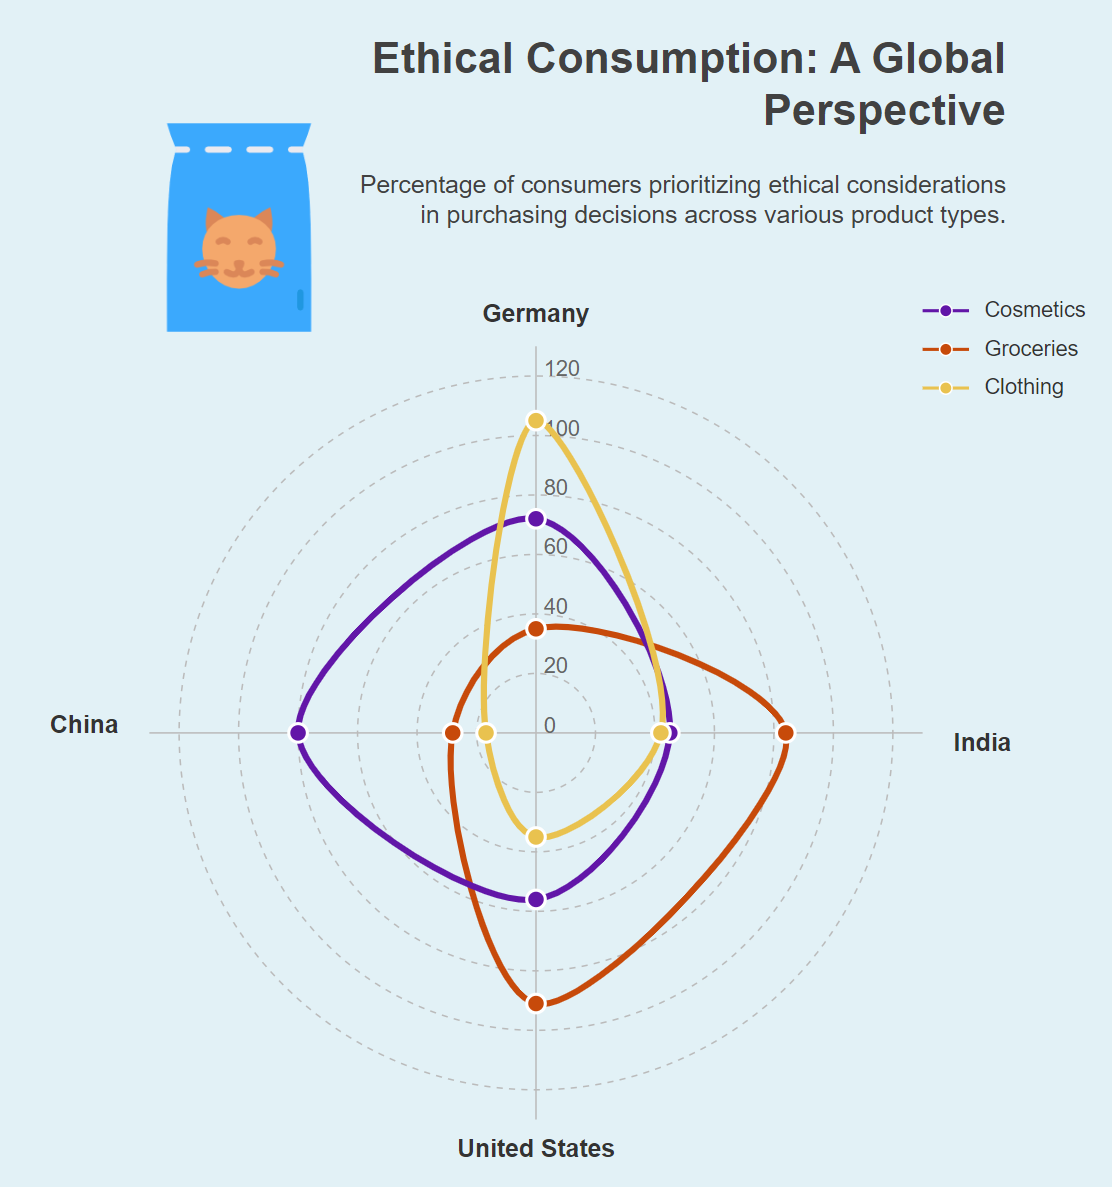 Ethical Consumption: A Global
Perspective
Percentage of consumers prioritizing ethical considerations
in purchasing decisions across various product types.
Cosmetics
Groceries
Clothing
Germany
120
100
80
60
40
20
0
China
India
United States